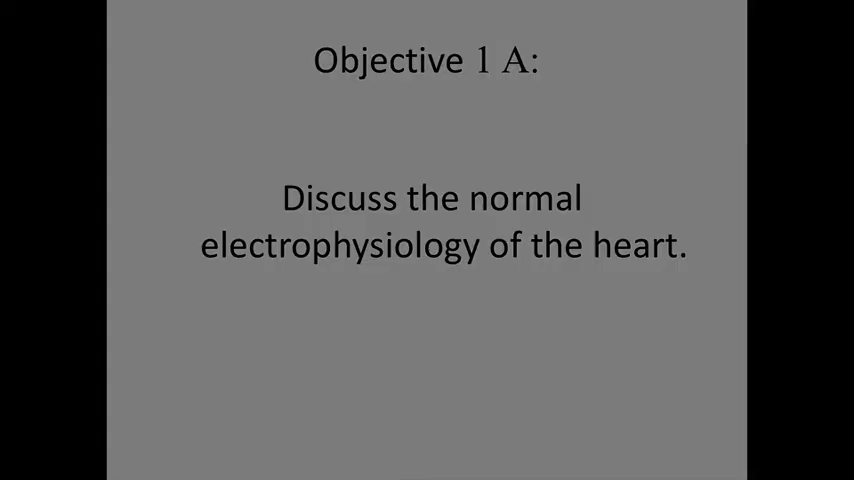 Objective 1 A:
Discuss the normal
electrophysiology of the heart.